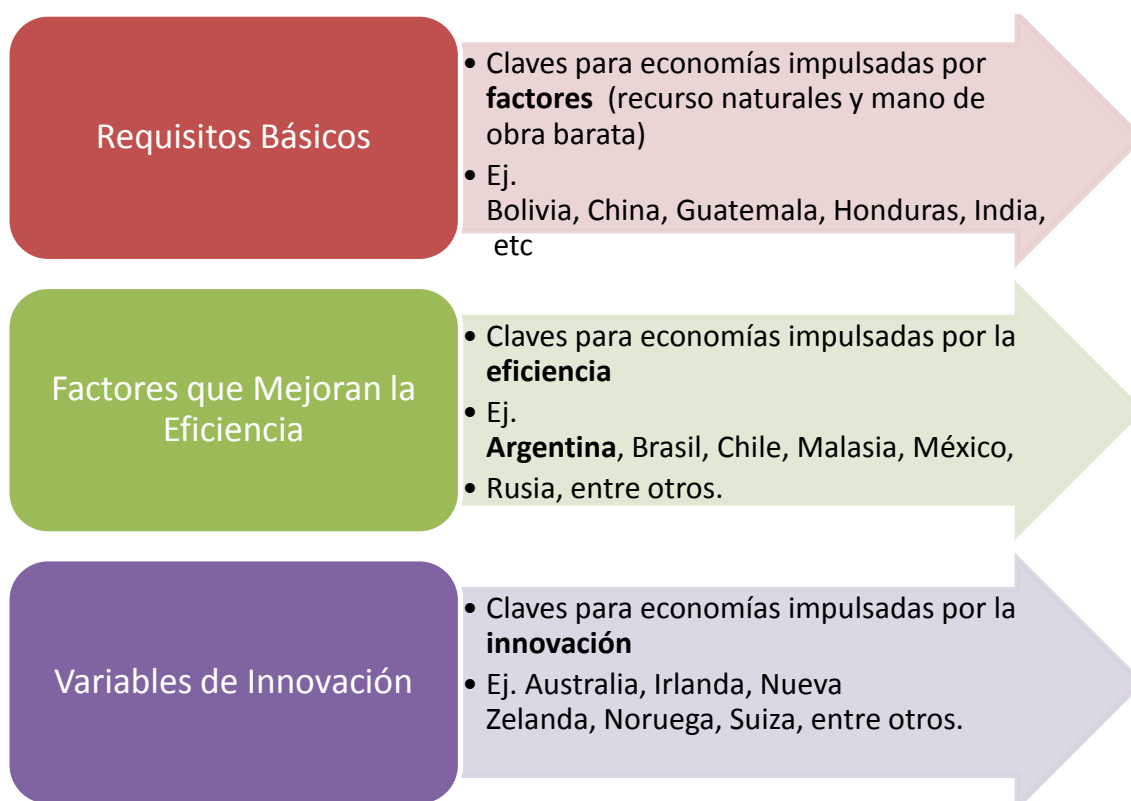 Requisitos Básicos
• Claves para economías impulsadas por
factores (recurso naturales y mano de
obra barata)
• Ej.
Bolivia, China, Guatemala, Honduras, India,
etc
Factores que Mejoran la
Eficiencia
• Claves para economías impulsadas por la
eficiencia
• Ej.
Argentina, Brasil, Chile, Malasia, México,
• Rusia, entre otros.
Variables de Innovación
• Claves para economías impulsadas por la
innovación
• Ej. Australia, Irlanda, Nueva
Zelanda, Noruega, Suiza, entre otros.